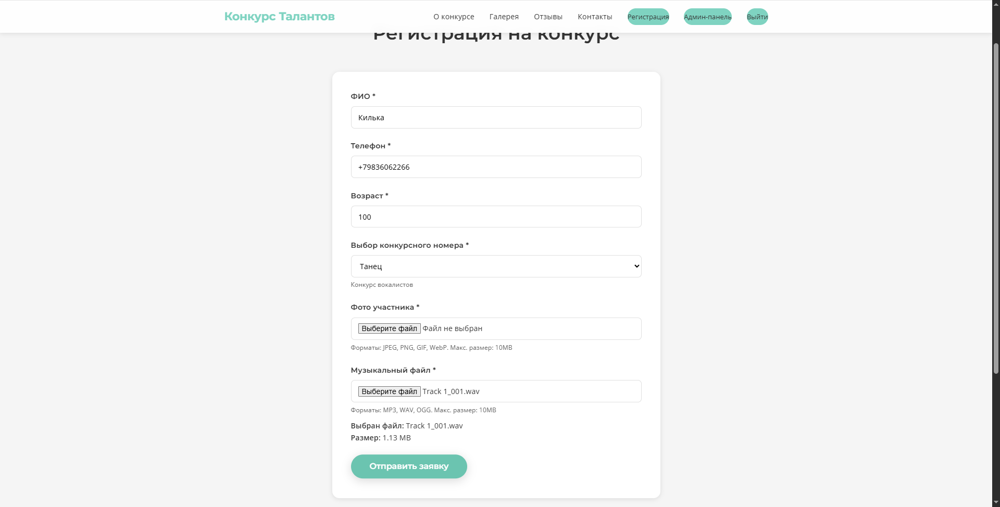 Конкурс Талантов
О конкурсе
Галерея
Отзывы
Контакты
Регистрация
Админ-панель
Выйти
Регистрация на конкурс
ФИО *
Килька
Телефон *
+79836062266
Возраст *
100
Выбор конкурсного номера *
Танец
Конкурс вокалистов
Фото участника *
Выберите файл Файл не выбран
Форматы: JPEG, PNG, GIF, WebP. Макс. размер: 10MB
Музыкальный файл *
Выберите файл Track 1_001.wav
Форматы: MP3, WAV, OGG. Макс. размер: 10MB
Выбран файл: Track 1_001.wav
Размер: 1.13 MB
Отправить заявку